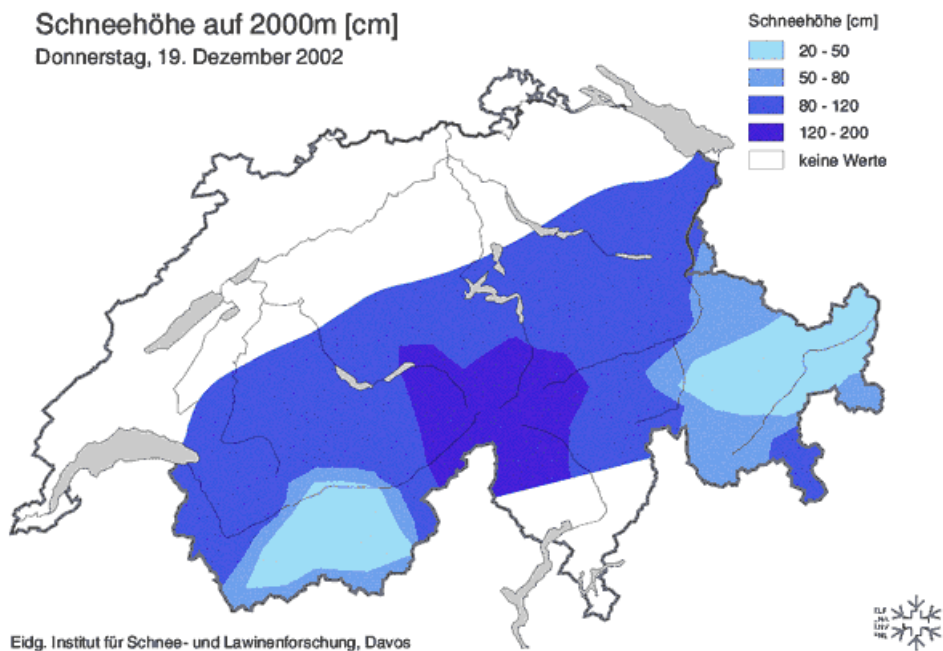 Schneehöhe auf 2000m [cm]
Donnerstag, 19. Dezember 2002
Schneehöhe [cm]
20 - 50
50 - 80
80 - 120
120 - 200
keine Werte
Eidg. Institut für Schnee- und Lawinenforschung, Davos